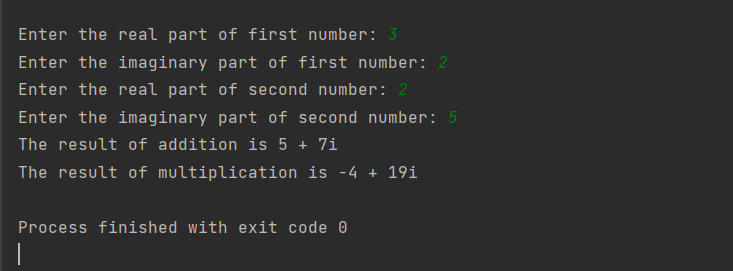 Enter the real part of first number: 3
Enter the imaginary part of first number: 2
Enter the real part of second number: 2
Enter the imaginary part of second number: 5
The result of addition is 5 + 7i
The result of multiplication is -4 + 19i
Process finished with exit code 0